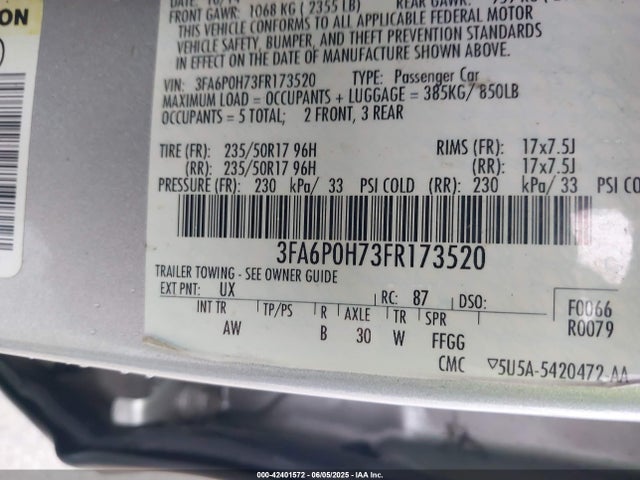 ON
FRONT GAWR: 1068 KG ( 2355 LB)
THIS VEHICLE CONFORMS TO ALL APPLICABLE FEDERAL MOTOR
VEHICLE SAFETY, BUMPER, AND THEFT PREVENTION STANDARDS
IN EFFECT ON THE DATE OF MANUFACTURE SHOWN ABOVE.
VIN: 3FA6P0H73FR173520 TYPE: Passenger Car
MAXIMUM LOAD = OCCUPANTS + LUGGAGE = 385KG/ 850LB
OCCUPANTS = 5 TOTAL; 2 FRONT, 3 REAR
TIRE (FR): 235/50R17 96H RIMS (FR): 17x7.5J
(RR): 235/50R17 96H (RR): 17x7.5J
PRESSURE (FR): 230 kPa/ 33 PSI COLD (RR): 230 kPa/ 33 PSI CO
3FA6P0H73FR173520
TRAILER TOWING - SEE OWNER GUIDE
EXT PNT: UX RC: 87 DSO: F0066
INT TR TP/PS R AXLE TR SPR R0079
AW B 30 W FFGG
CMC ▽5U5A-5420472-AA
000-42401572 - 06/05/2025 - IAA Inc.